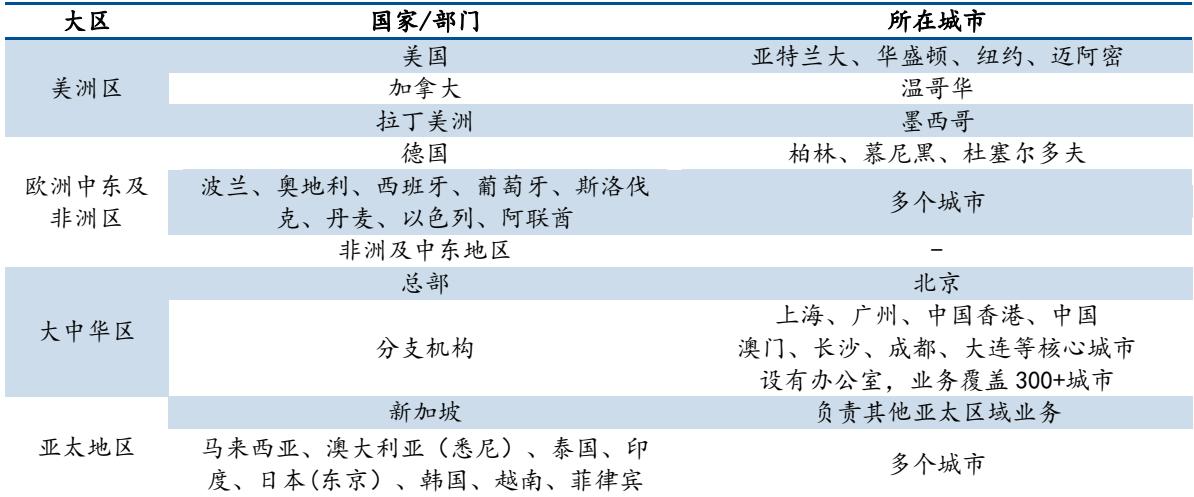 大区 国家/部门 所在城市
美国 亚特兰大、华盛顿、纽约、迈阿密
美洲区 加拿大 温哥华
拉丁美洲 墨西哥
德国 柏林、慕尼黑、杜塞尔多夫
欧洲中东及 波兰、奥地利、西班牙、葡萄牙、斯洛伐 多个城市
非洲区 克、丹麦、以色列、阿联酋
非洲及中东地区 -
总部 北京
上海、广州、中国香港、中国
大中华区 分支机构 澳门、长沙、成都、大连等核心城市
设有办公室，业务覆盖 300+城市
新加坡 负责其他亚太区域业务
亚太地区 马来西亚、澳大利亚（悉尼）、泰国、印 多个城市
度、日本(东京）、韩国、越南、菲律宾